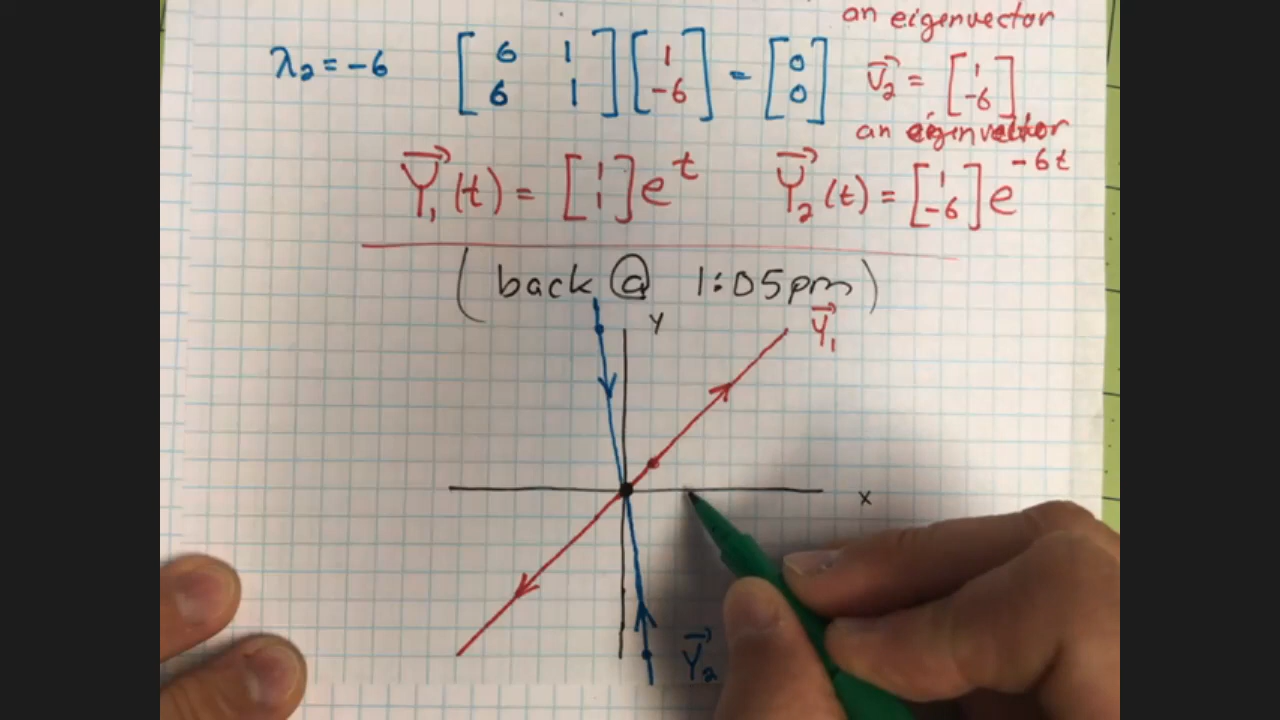 an eigenvector
λ₂ = -6 [6 1; 6 1] [1; -6] = [0; 0] v⃗₂ = [1; -6]
an eigenvector
Y⃗₁(t) = [1; 1] e^t Y⃗₂(t) = [1; -6] e^{-6t}
(back @ 1:05pm)
Y
Y⃗₁
x
Y⃗₂